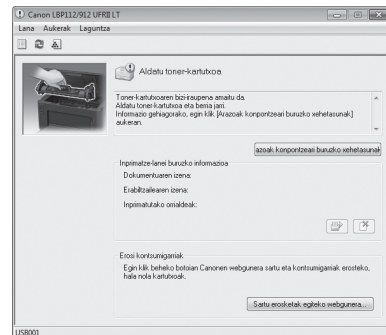 Canon LBP112/912 UFRII LT
Lana Aukerak Laguntza
Aldatu toner-kartutxoa
Toner-kartutxoaren bizi-iraupena amaitu da.
Aldatu toner-kartutxoa eta berria jarri.
Informazio gehiagorako, egin klik [Arazoak konpontzeari buruzko xehetasunak]
aukeran.
azoak konpontzeari buruzko xehetasunak
Inprimatze-lanei buruzko informazioa
Dokumentuaren izena:
Erabiltzailearen izena:
Inprimatutako orrialdeak:
Erosi kontsumigarriak
Egin klik beheko botoian Canonen webgunera sartu eta kontsumigarriak erosteko,
hala nola kartutxoak.
Sartu erosketak egiteko webgunera...
USB001